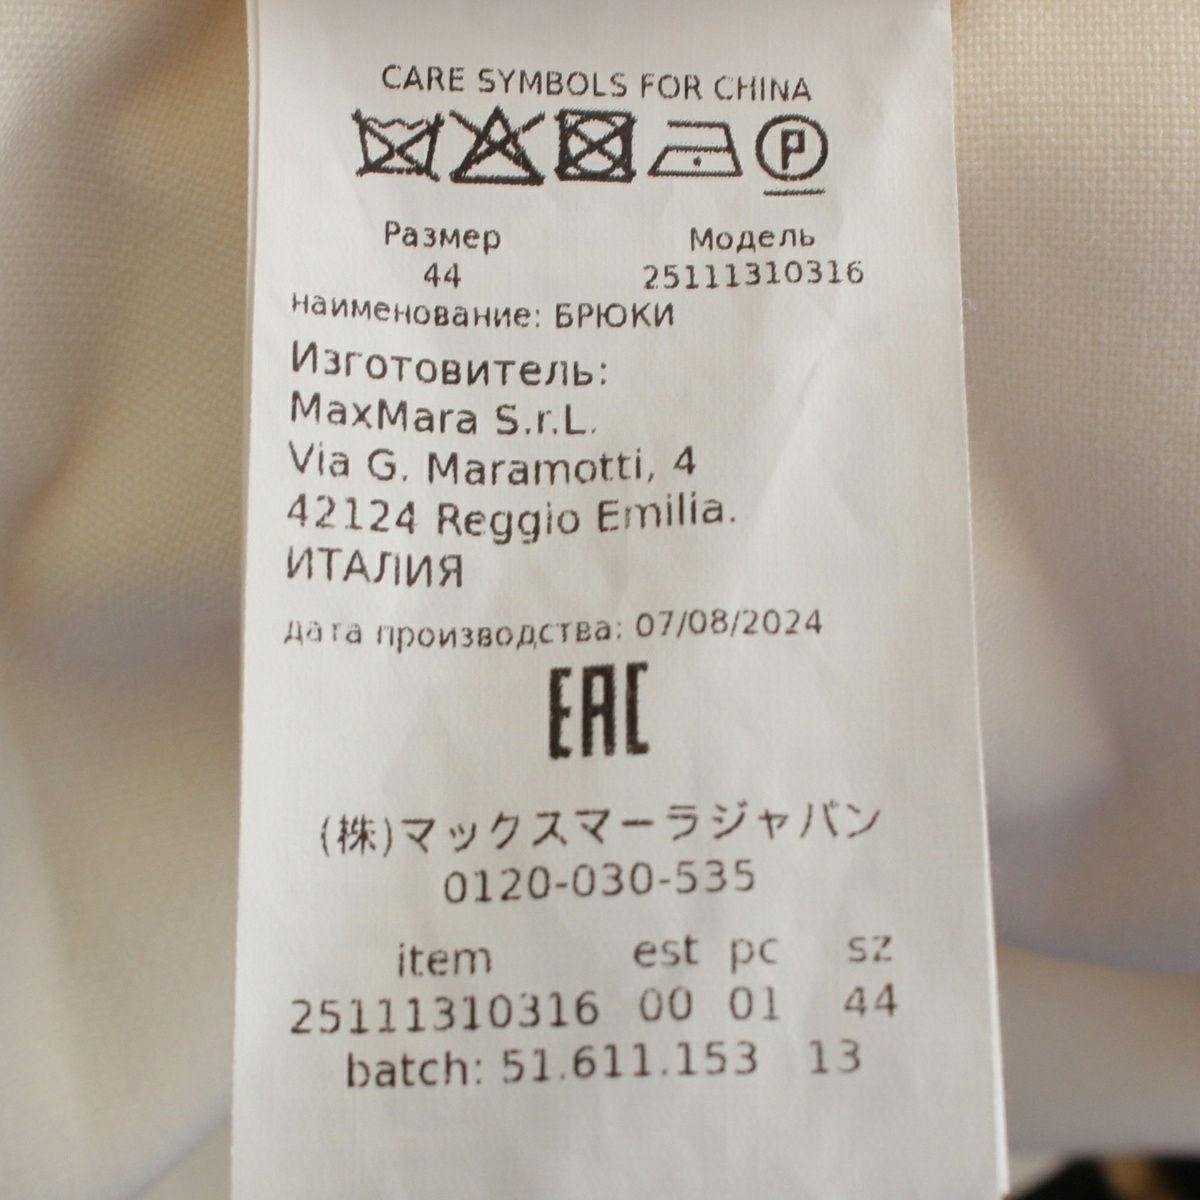 CARE SYMBOLS FOR CHINA
P
Размер Модель
44 25111310316
наименование: БРЮКИ
Изготовитель:
MaxMara S.r.L.
Via G. Maramotti, 4
42124 Reggio Emilia.
ИТАЛИЯ
дата производства: 07/08/2024
EAC
(株)マックスマーラジャパン
0120-030-535
item est pc sz
25111310316 00 01 44
batch: 51.611.153 13